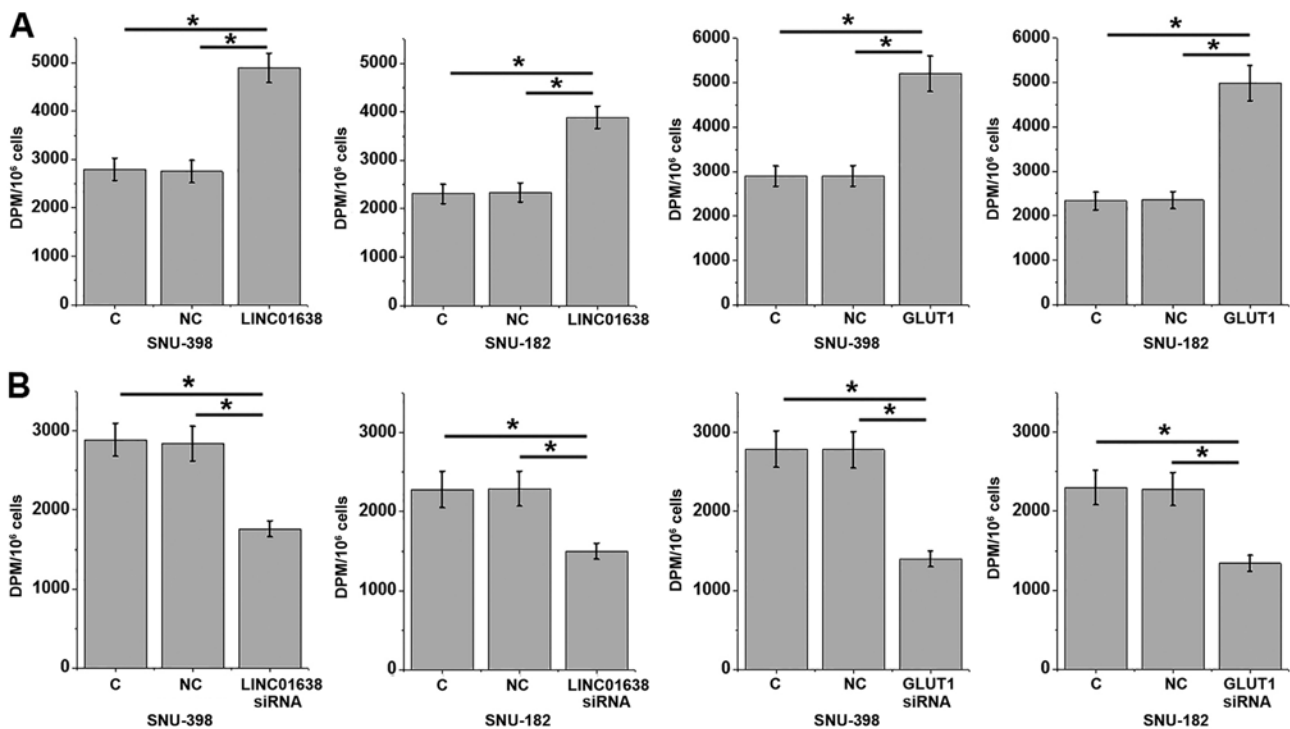 A
DPM/10⁶ cells
5000
4000
3000
2000
1000
0
*
*
C NC LINC01638
SNU-398
DPM/10⁶ cells
5000
4000
3000
2000
1000
0
*
*
C NC LINC01638
SNU-182
DPM/10⁶ cells
6000
5000
4000
3000
2000
1000
0
*
*
C NC GLUT1
SNU-398
DPM/10⁶ cells
6000
5000
4000
3000
2000
1000
0
*
*
C NC GLUT1
SNU-182
B
DPM/10⁶ cells
3000
2000
1000
0
*
*
C NC LINC01638
siRNA
SNU-398
DPM/10⁶ cells
3000
2000
1000
0
*
*
C NC LINC01638
siRNA
SNU-182
DPM/10⁶ cells
3000
2000
1000
0
*
*
C NC GLUT1
siRNA
SNU-398
DPM/10⁶ cells
3000
2000
1000
0
*
*
C NC GLUT1
siRNA
SNU-182